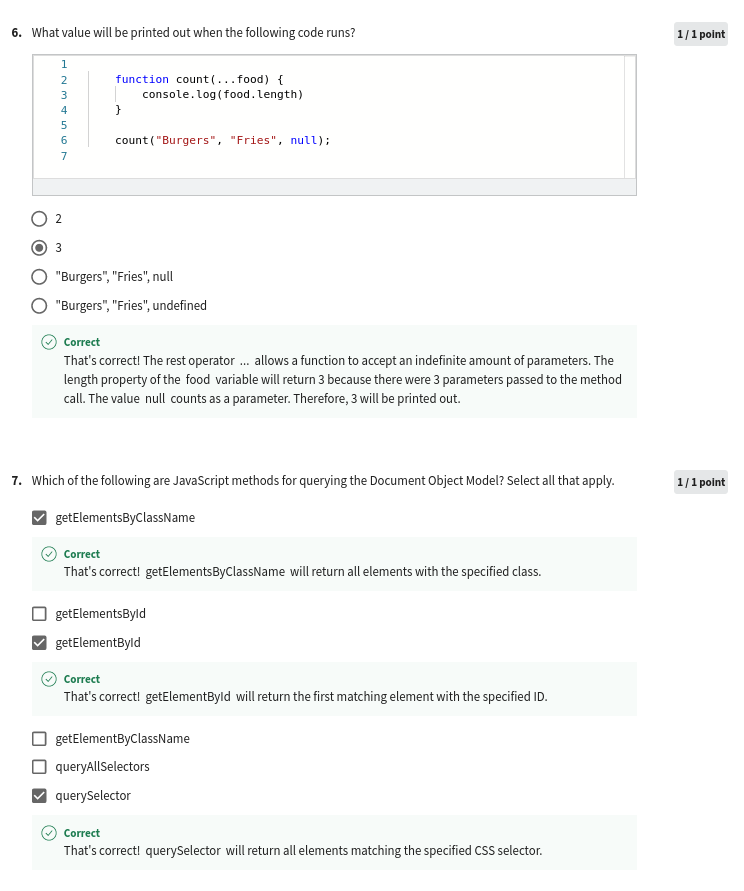 6. What value will be printed out when the following code runs?
1 / 1 point
1
2 function count(...food) {
3 console.log(food.length)
4 }
5
6 count("Burgers", "Fries", null);
7
2
3
"Burgers", "Fries", null
"Burgers", "Fries", undefined
Correct
That's correct! The rest operator ... allows a function to accept an indefinite amount of parameters. The
length property of the food variable will return 3 because there were 3 parameters passed to the method
call. The value null counts as a parameter. Therefore, 3 will be printed out.
7. Which of the following are JavaScript methods for querying the Document Object Model? Select all that apply.
1 / 1 point
getElementsByClassName
Correct
That's correct! getElementsByClassName will return all elements with the specified class.
getElementsById
getElementById
Correct
That's correct! getElementById will return the first matching element with the specified ID.
getElementByClassName
queryAllSelectors
querySelector
Correct
That's correct! querySelector will return all elements matching the specified CSS selector.